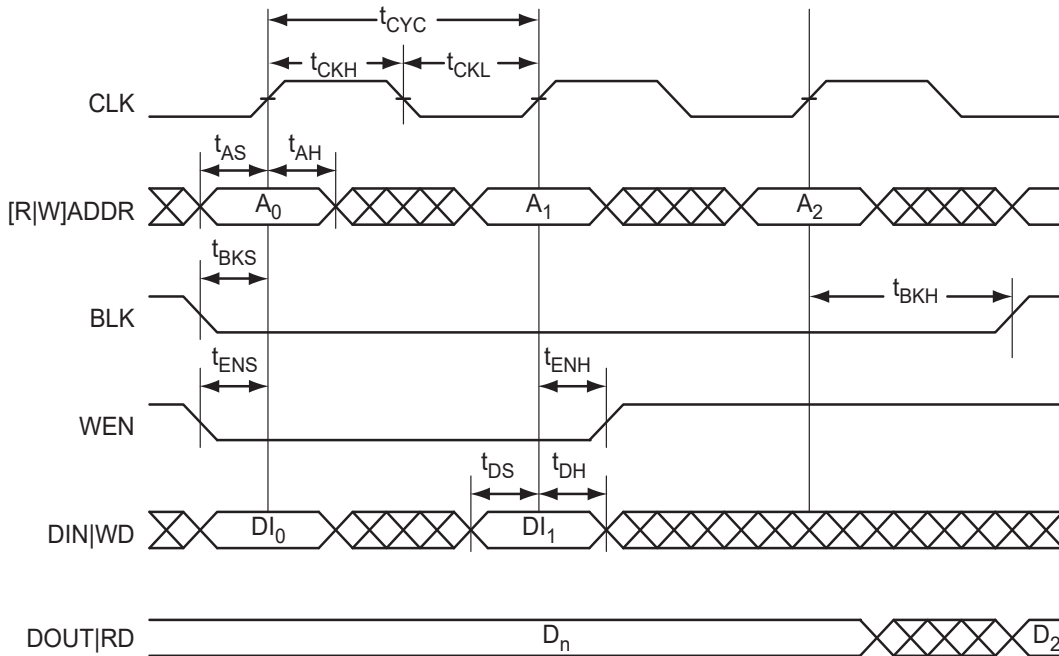 tCYC
tCKH tCKL
CLK
tAS tAH
[R|W]ADDR A0 A1 A2
tBKS
tBKH
BLK
tENS tENH
WEN
tDS tDH
DIN|WD DI0 DI1
DOUT|RD Dn D2